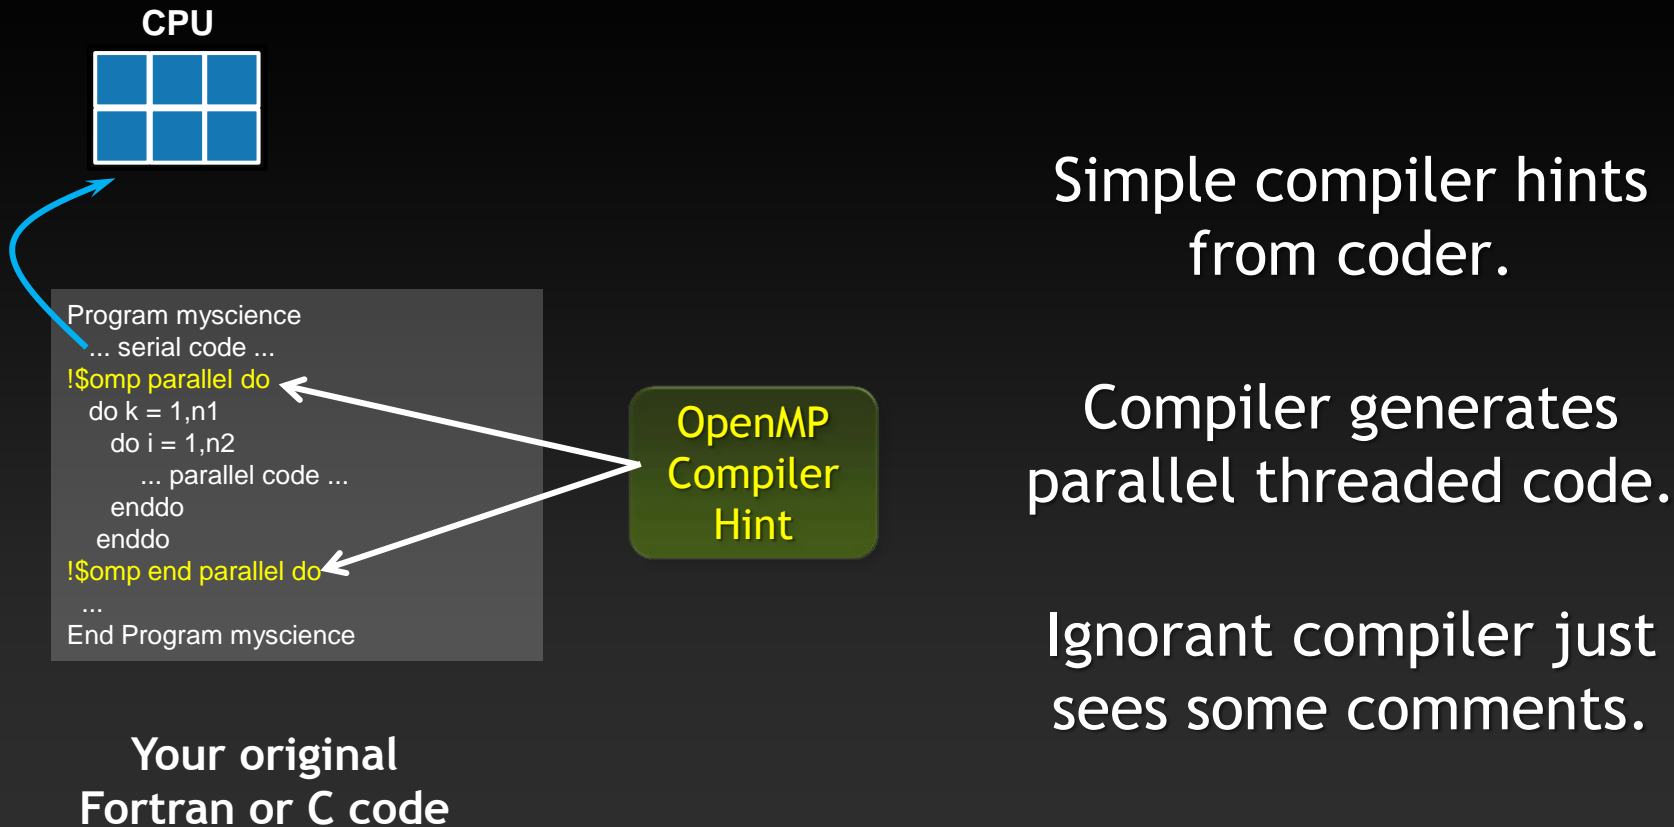 CPU
Program myscience
... serial code ...
!$omp parallel do
do k = 1,n1
do i = 1,n2
... parallel code ...
enddo
enddo
!$omp end parallel do
...
End Program myscience
Your original
Fortran or C code
OpenMP
Compiler
Hint
Simple compiler hints
from coder.
Compiler generates
parallel threaded code.
Ignorant compiler just
sees some comments.